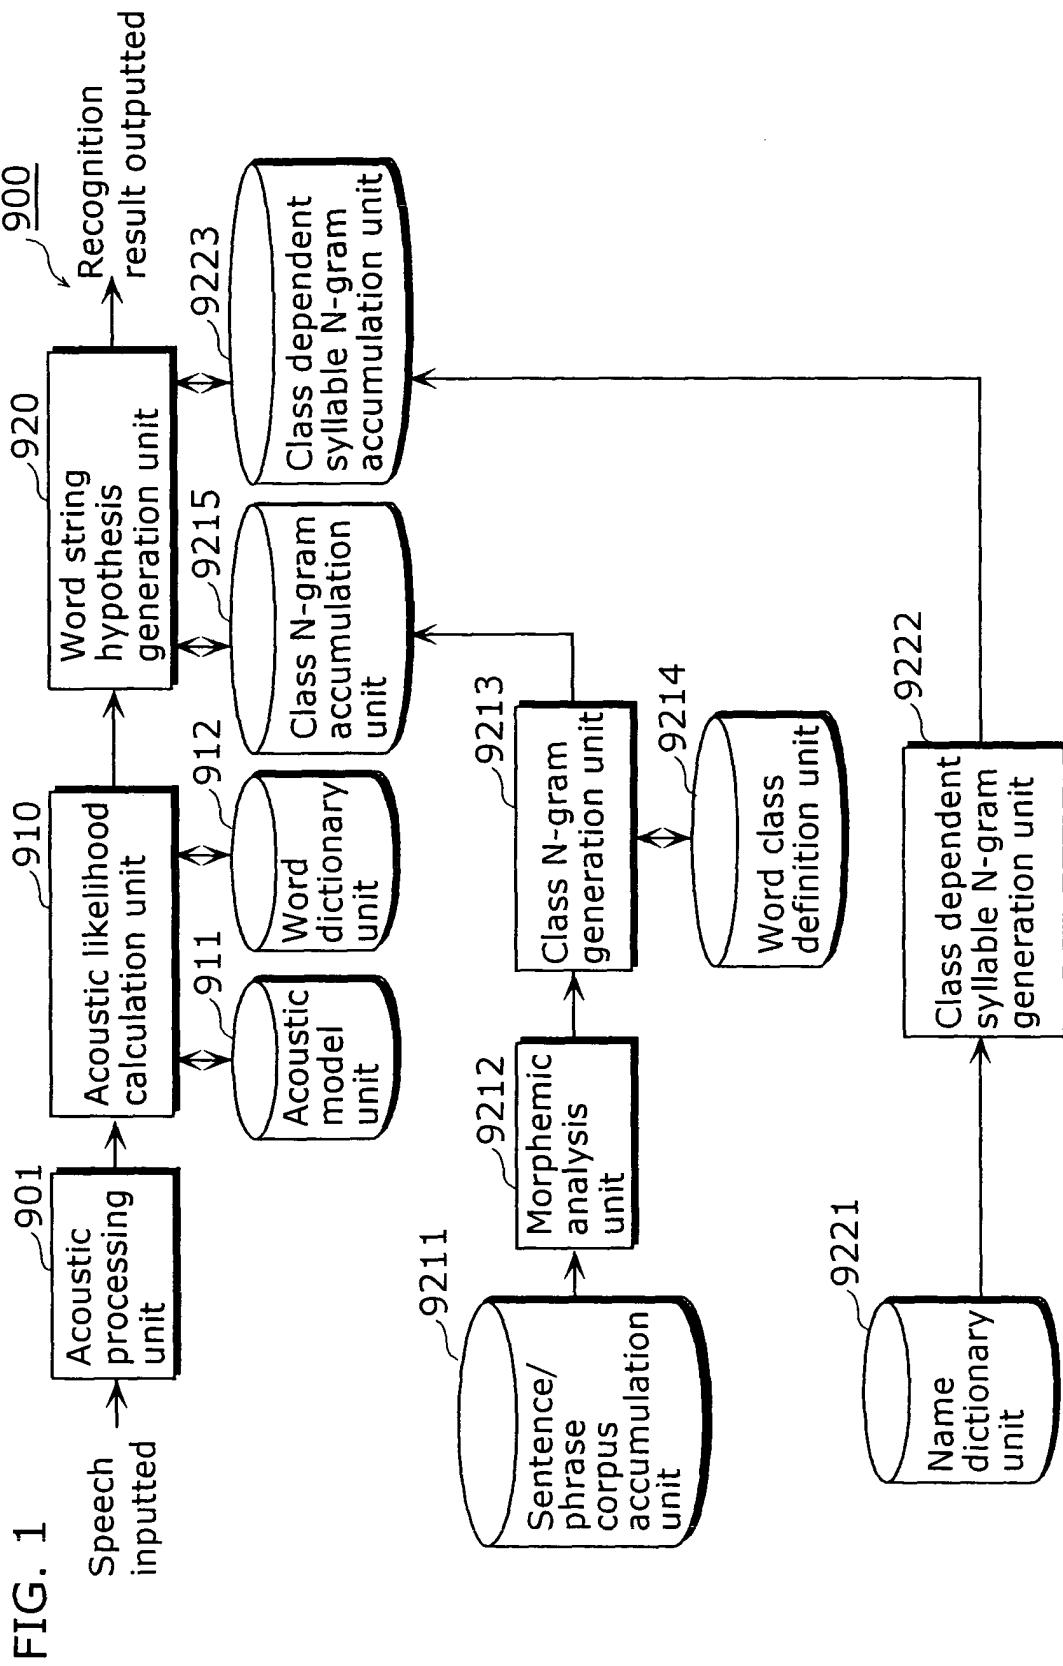 FIG. 1
900
Speech
inputted
901
Acoustic
processing
unit
910
Acoustic likelihood
calculation unit
920
Word string
hypothesis
generation unit
Recognition
result outputted
911
Acoustic
model
unit
912
Word
dictionary
unit
9215
Class N-gram
accumulation
unit
9223
Class dependent
syllable N-gram
accumulation unit
9211
Sentence/
phrase
corpus
accumulation
unit
9212
Morphemic
analysis
unit
9213
Class N-gram
generation unit
9214
Word class
definition unit
9221
Name
dictionary
unit
9222
Class dependent
syllable N-gram
generation unit